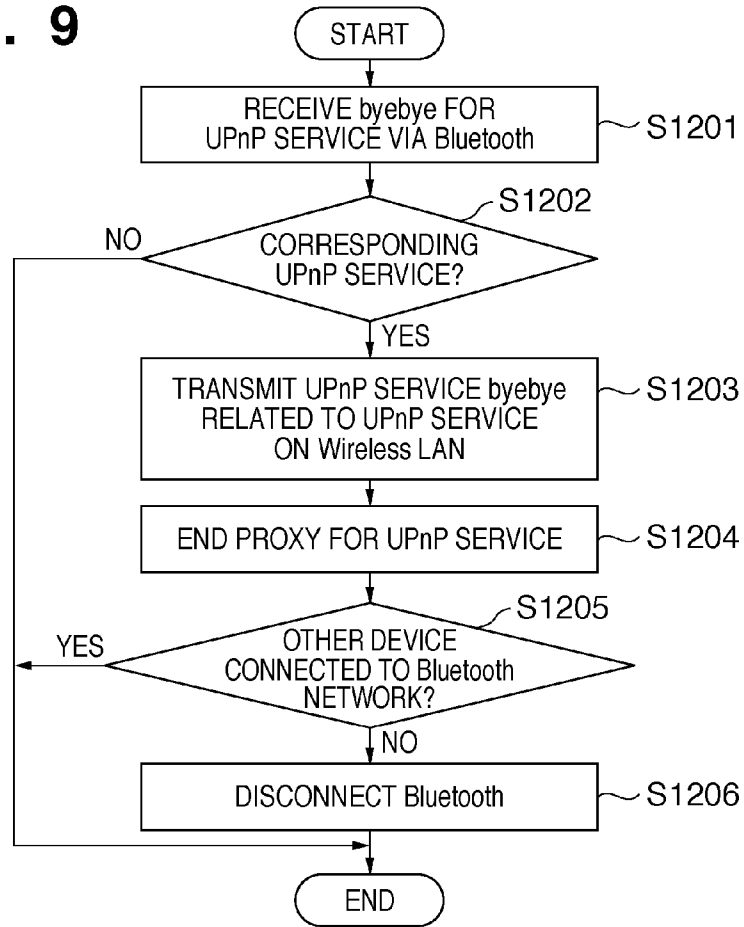 . 9
START
RECEIVE byebye FOR
UPnP SERVICE VIA Bluetooth
S1201
S1202
NO
CORRESPONDING
UPnP SERVICE?
YES
TRANSMIT UPnP SERVICE byebye
RELATED TO UPnP SERVICE
ON Wireless LAN
S1203
END PROXY FOR UPnP SERVICE
S1204
S1205
YES
OTHER DEVICE
CONNECTED TO Bluetooth
NETWORK?
NO
DISCONNECT Bluetooth
S1206
END